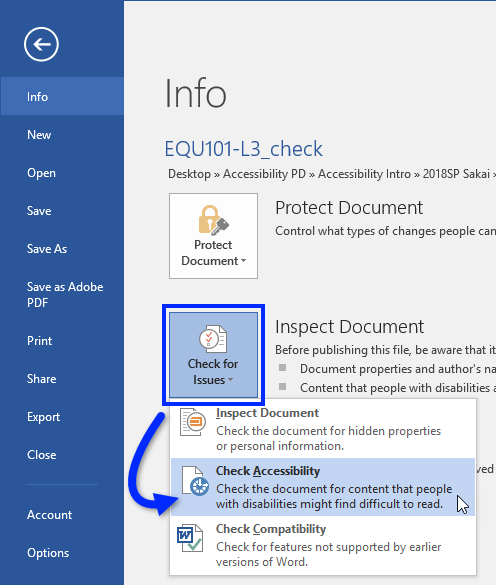 Info
New
Open
Save
Save As
Save as Adobe
PDF
Print
Share
Export
Close
Account
Options
Info
EQU101-L3_check
Desktop » Accessibility PD » Accessibility Intro » 2018SP Sakai »
Protect
Document
Protect Document
Control what types of changes people can
Check for
Issues
Inspect Document
Before publishing this file, be aware that it
Document properties and author's na
Content that people with disabilities a
Inspect Document
Check the document for hidden properties
or personal information.
Check Accessibility
Check the document for content that people
with disabilities might find difficult to read.
Check Compatibility
Check for features not supported by earlier
versions of Word.